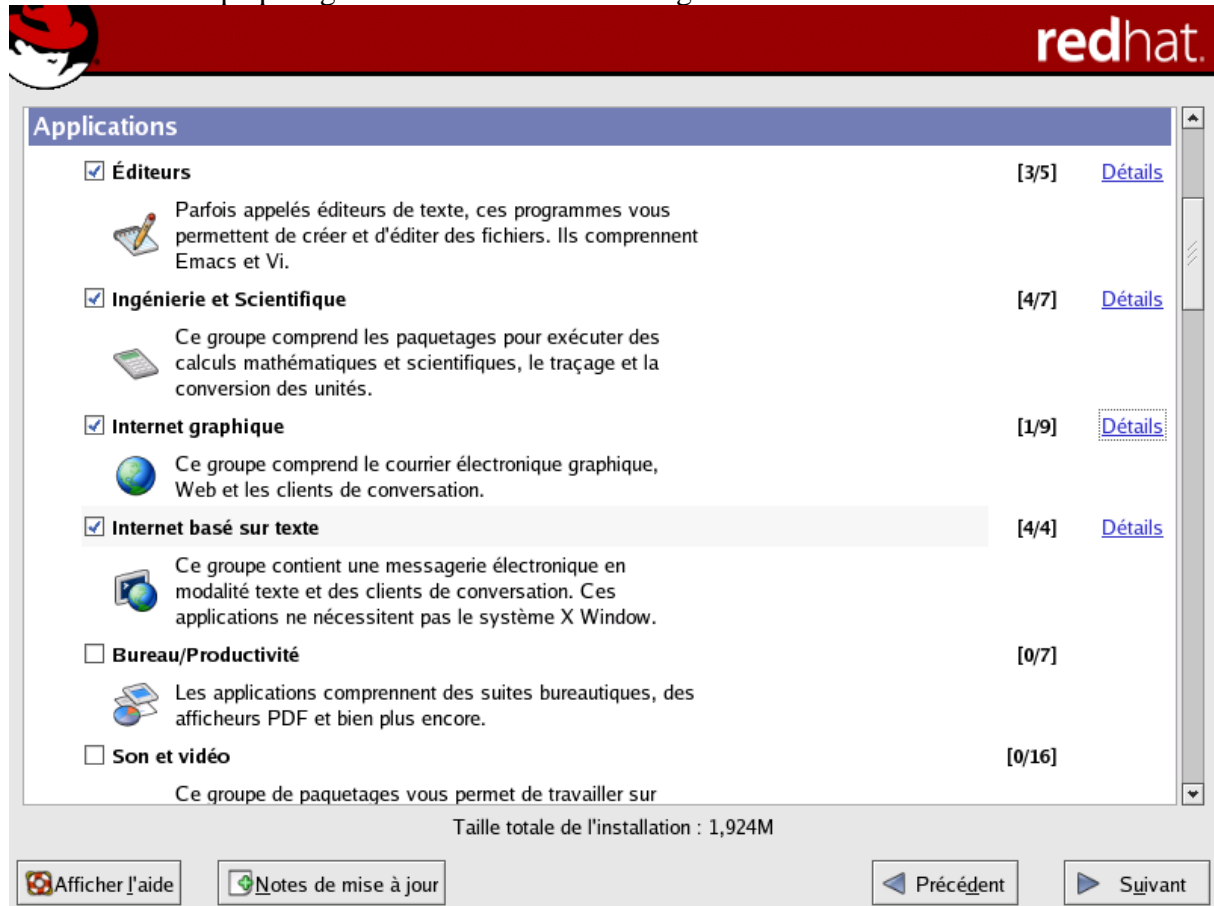 redhat.
Applications
Éditeurs [3/5] Détails
Parfois appelés éditeurs de texte, ces programmes vous
permettent de créer et d'éditer des fichiers. Ils comprennent
Emacs et Vi.
Ingénierie et Scientifique [4/7] Détails
Ce groupe comprend les paquetages pour exécuter des
calculs mathématiques et scientifiques, le traçage et la
conversion des unités.
Internet graphique [1/9] Détails
Ce groupe comprend le courrier électronique graphique,
Web et les clients de conversation.
Internet basé sur texte [4/4] Détails
Ce groupe contient une messagerie électronique en
modalité texte et des clients de conversation. Ces
applications ne nécessitent pas le système X Window.
Bureau/Productivité [0/7]
Les applications comprennent des suites bureautiques, des
afficheurs PDF et bien plus encore.
Son et vidéo [0/16]
Ce groupe de paquetages vous permet de travailler sur
Taille totale de l'installation : 1,924M
Afficher l'aide Notes de mise à jour Précédent Suivant